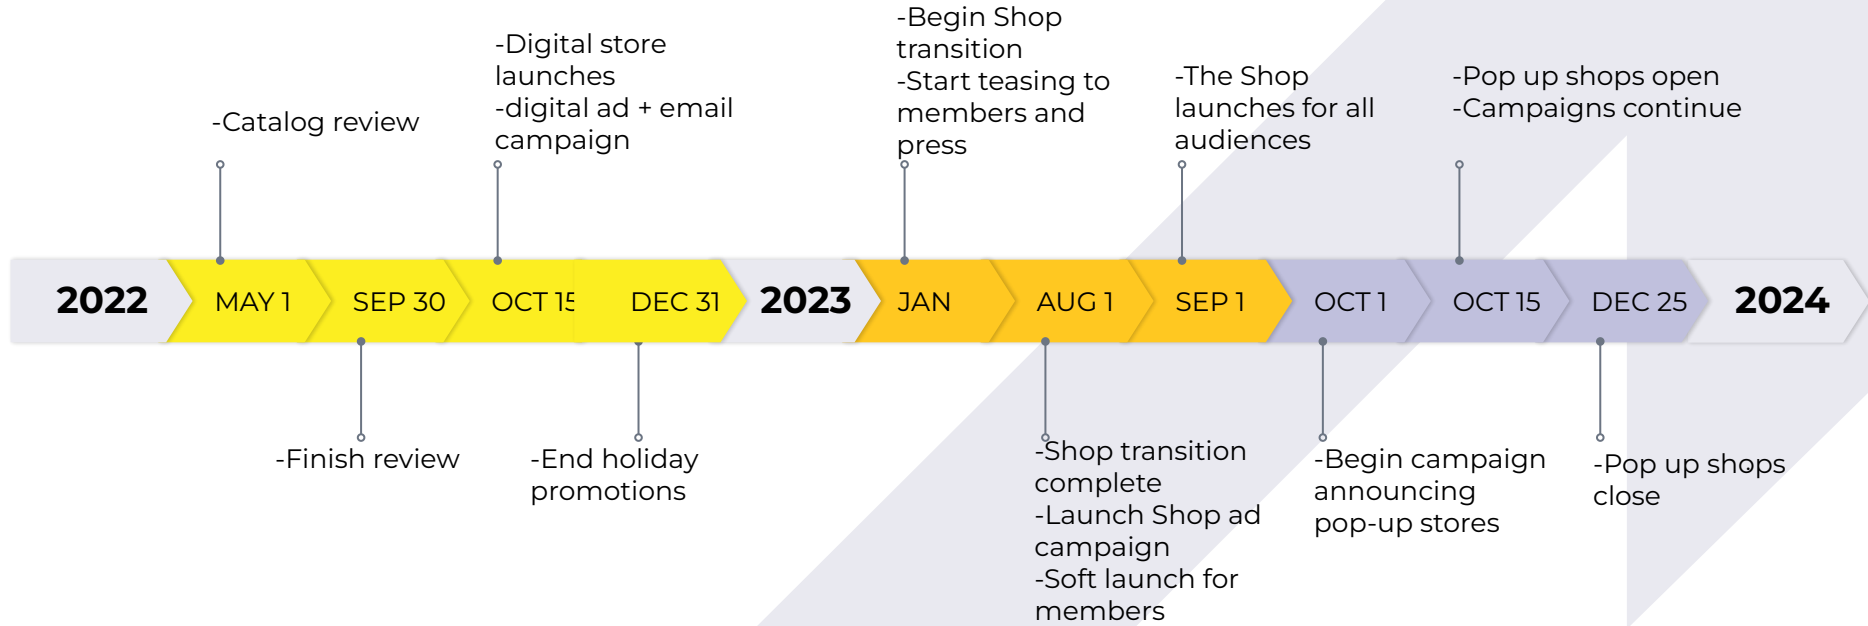 -Begin Shop
transition
-Start teasing to
members and
press
-Digital store
launches
-digital ad + email
campaign
-Catalog review
-The Shop
launches for all
audiences
-Pop up shops open
-Campaigns continue
2022
MAY 1
SEP 30
OCT 15
DEC 31
2023
JAN
AUG 1
SEP 1
OCT 1
OCT 15
DEC 25
2024
-Finish review
-End holiday
promotions
-Shop transition
complete
-Launch Shop ad
campaign
-Soft launch for
members
-Begin campaign
announcing
pop-up stores
-Pop up shops
close